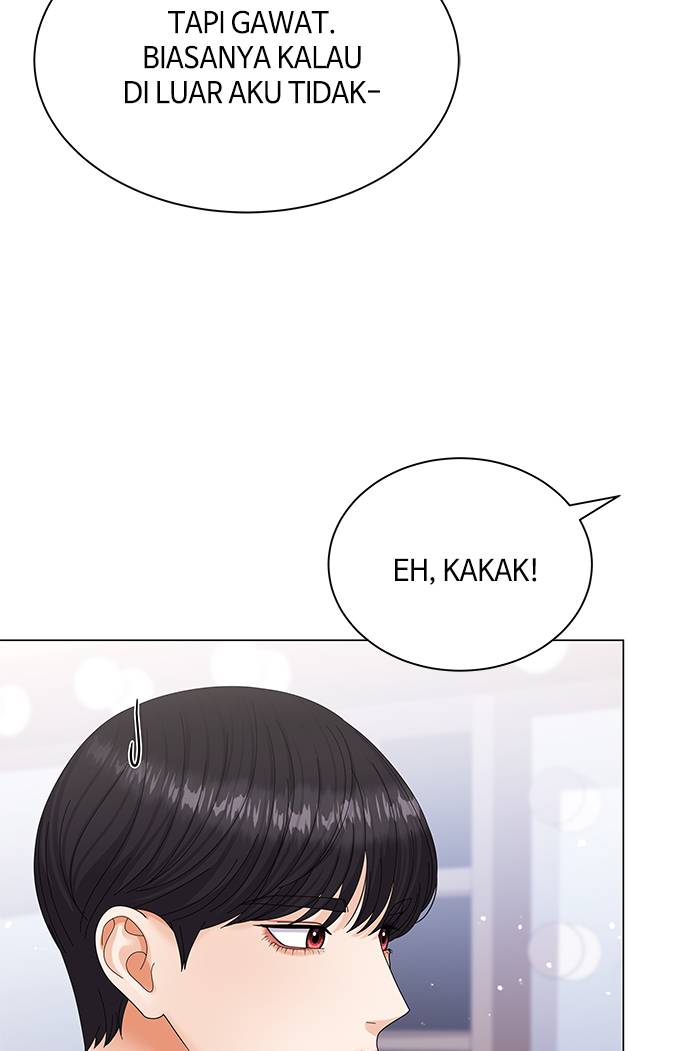 TAPI GAWAT.
BIASANYA KALAU
DI LUAR AKU TIDAK-
EH, KAKAK!